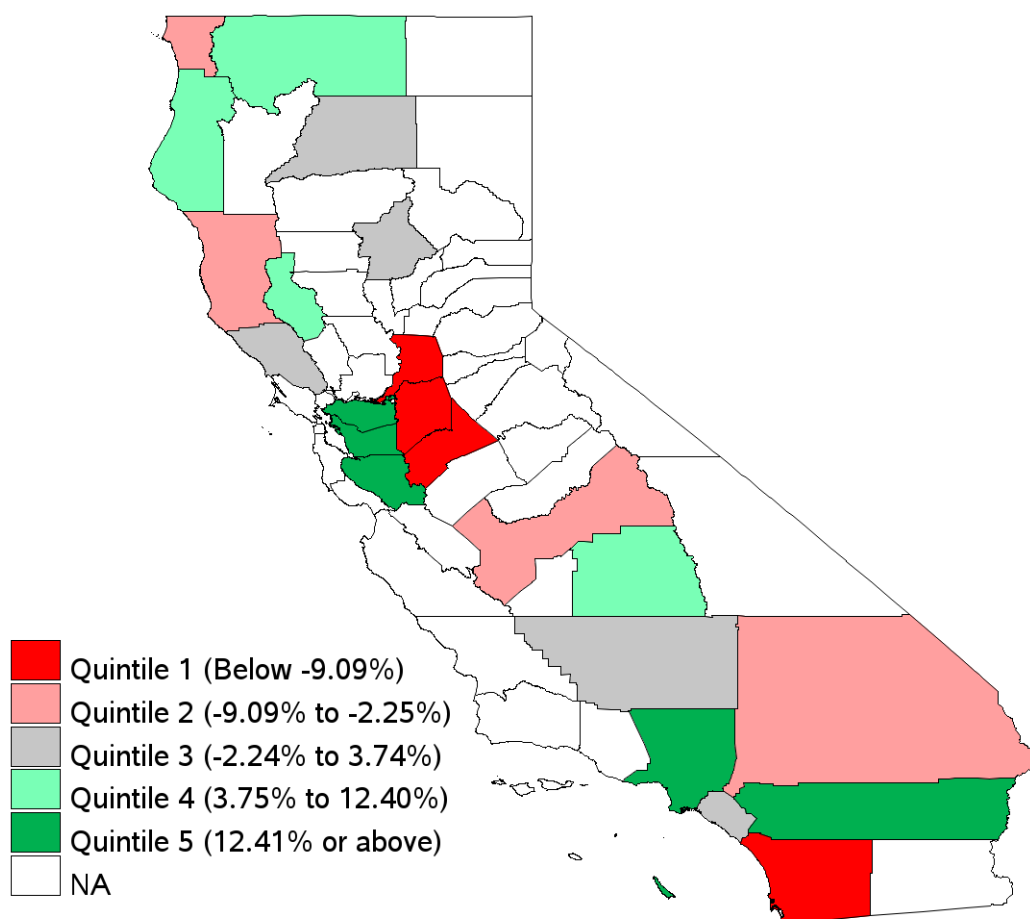 Quintile 1 (Below -9.09%)
Quintile 2 (-9.09% to -2.25%)
Quintile 3 (-2.24% to 3.74%)
Quintile 4 (3.75% to 12.40%)
Quintile 5 (12.41% or above)
NA